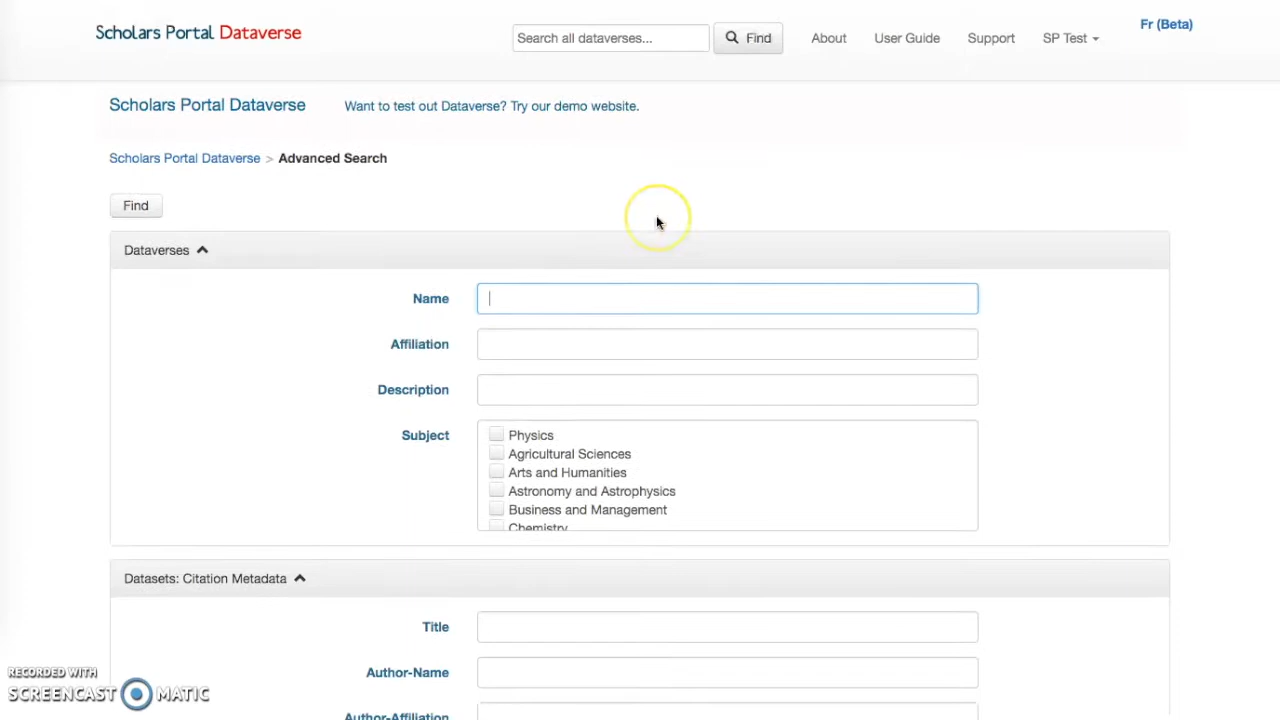 Scholars Portal Dataverse
Search all dataverses...
Find
About
User Guide
Support
SP Test
Fr (Beta)
Scholars Portal Dataverse
Want to test out Dataverse? Try our demo website.
Scholars Portal Dataverse > Advanced Search
Find
Dataverses
Name
Affiliation
Description
Subject
Physics
Agricultural Sciences
Arts and Humanities
Astronomy and Astrophysics
Business and Management
Chemistry
Datasets: Citation Metadata
Title
Author-Name
Author-Affiliation
RECORDED WITH
SCREENCAST MATIC